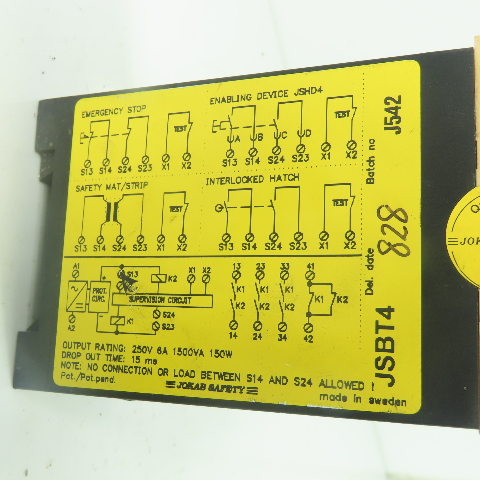 EMERGENCY STOP
TEST
S13 S14 S24 S23 X1 X2
ENABLING DEVICE JSHD4
A B C D TEST
S13 S14 S24 S23 X1 X2
SAFETY MAT/STRIP
TEST
S13 S14 S24 S23 X1 X2
INTERLOCKED HATCH
TEST
S13 S14 S24 S23 X1 X2
A1 S13 X1 X2 13 23 33 41
S14 K2
PROT. CIRC.
SUPERVISION CIRCUIT
K1 K1 K1 K1 K2
K2 K2 K2
S24
K1 S23
A2 14 24 34 42
OUTPUT RATING: 250V 6A 1500VA 150W
DROP OUT TIME: 15 ms
NOTE: NO CONNECTION OR LOAD BETWEEN S14 AND S24 ALLOWED !
Pat./Pat.pend.
JOKAB SAFETY
made in sweden
JSBT4
Del. date 828
Batch no J542
JOKAB